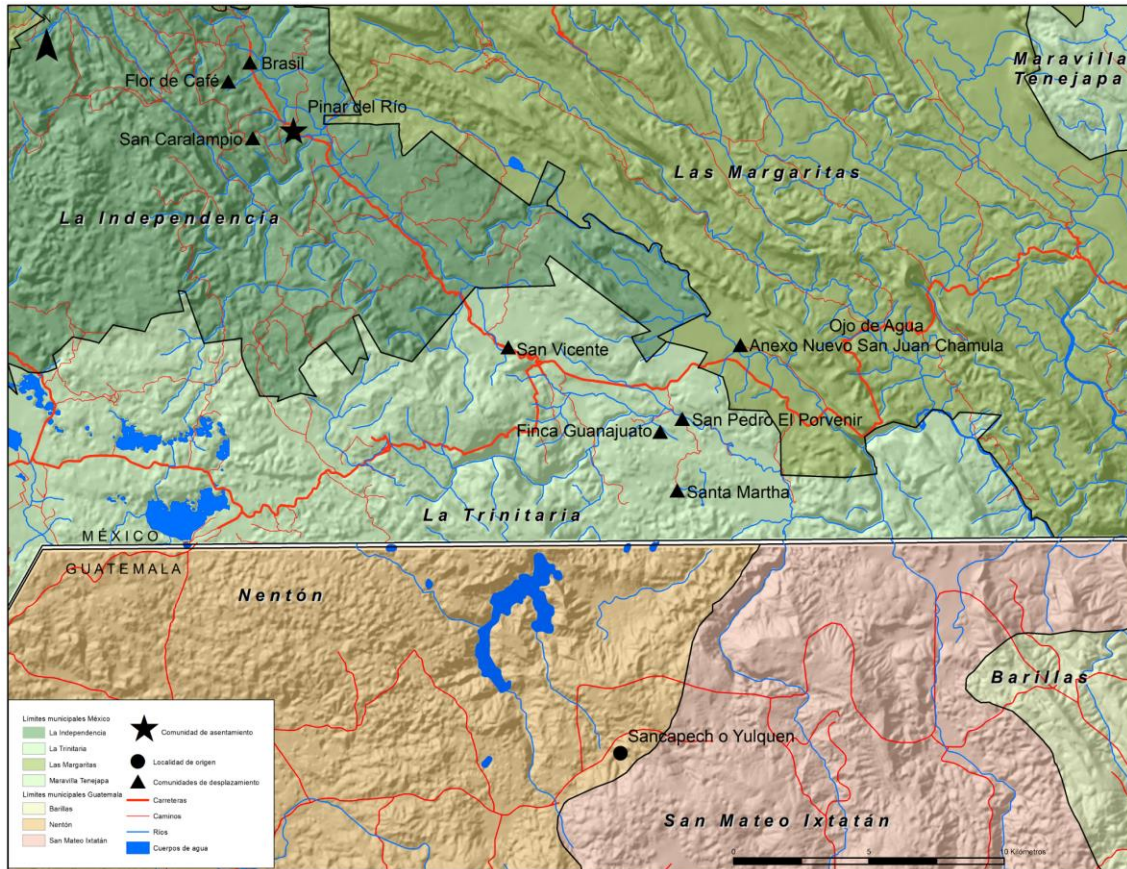 Brasil
Flor de Café
Pinar del Río
San Caralampio
Maravilla
Tenejapa
Las Margaritas
La Independencia
Ojo de Agua
Anexo Nuevo San Juan Chamula
San Vicente
San Pedro El Porvenir
Finca Guanajuato
Santa Martha
La Trinitaria
MÉXICO
GUATEMALA
Nentón
Barillas
Sancapech o Yulquen
San Mateo Ixtatán
Límites municipales México
La Independencia
La Trinitaria
Las Margaritas
Maravilla Tenejapa
Límites municipales Guatemala
Barillas
Nentón
San Mateo Ixtatán
Comunidad de asentamiento
Localidad de origen
Comunidades de desplazamiento
Carreteras
Caminos
Ríos
Cuerpos de agua
0 5 10 Kilómetros